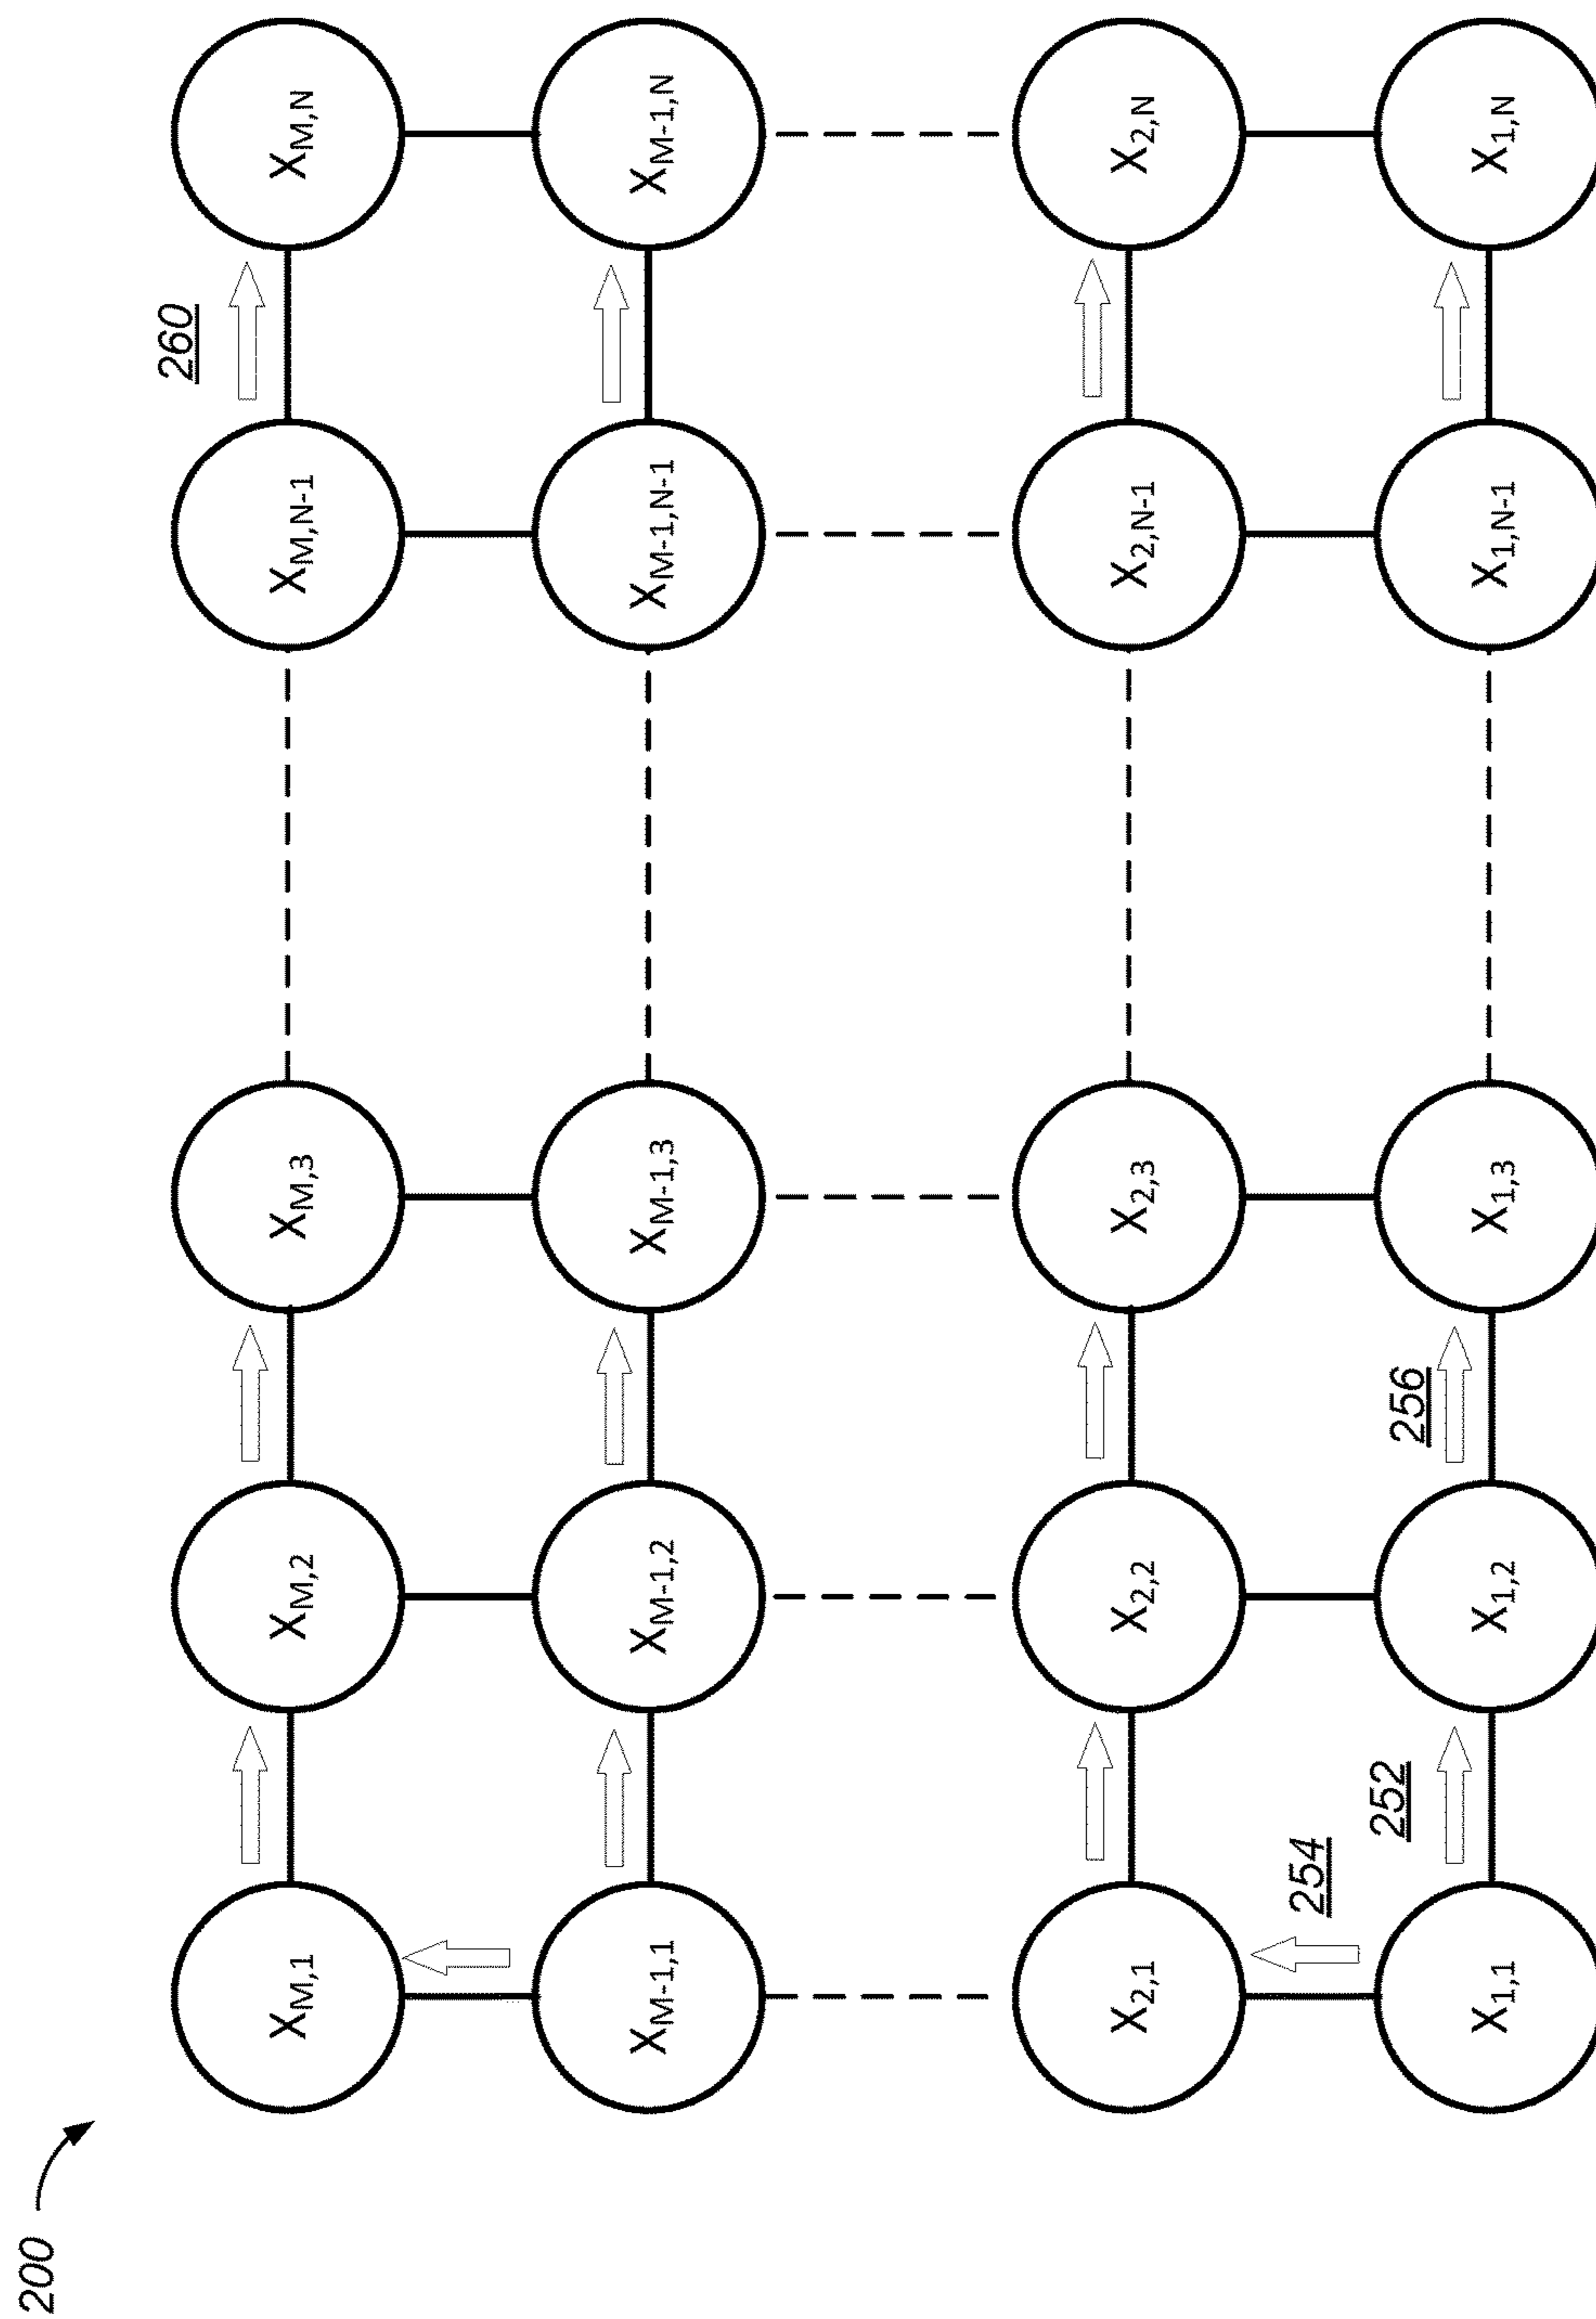 200
260
X_{M,1} X_{M,2} X_{M,3} X_{M,N-1} X_{M,N}
X_{M-1,1} X_{M-1,2} X_{M-1,3} X_{M-1,N-1} X_{M-1,N}
X_{2,1} X_{2,2} X_{2,3} X_{2,N-1} X_{2,N}
254
252 256
X_{1,1} X_{1,2} X_{1,3} X_{1,N-1} X_{1,N}